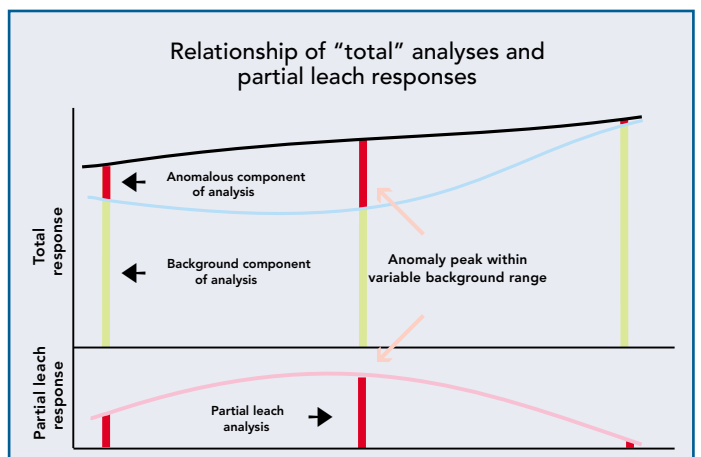 Relationship of “total” analyses and
partial leach responses
Anomalous component
of analysis
Total
response
Background component
of analysis
Anomaly peak within
variable background range
Partial leach
response
Partial leach
analysis